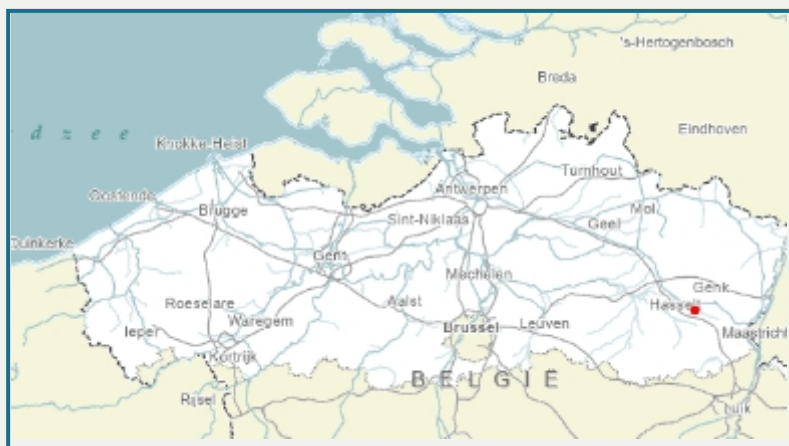 's-Hertogenbosch
Breda
Eindhoven
d z e e
Knokke-Heist
Turnhout
Antwerpen
Oostende
Mol
Brugge
Sint-Niklaas
Geel
Duinkerke
Gent
Mechelen
Genk
Roeselare
Aalst
Hasselt
Waregem
Brussel
Leuven
Ieper
Maastricht
Kortrijk
BELGIË
Rijsel
Luik